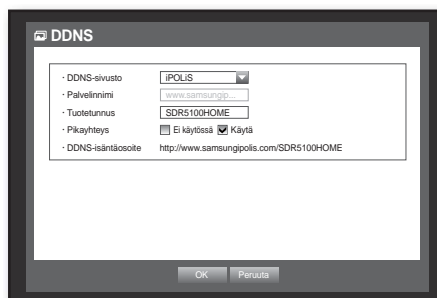 DDNS
· DDNS-sivusto iPOLiS
· Palvelinnimi www.samsungip...
· Tuotetunnus SDR5100HOME
· Pikayhteys Ei käytössä Käytä
· DDNS-isäntäosoite http://www.samsungipolis.com/SDR5100HOME
OK Peruuta